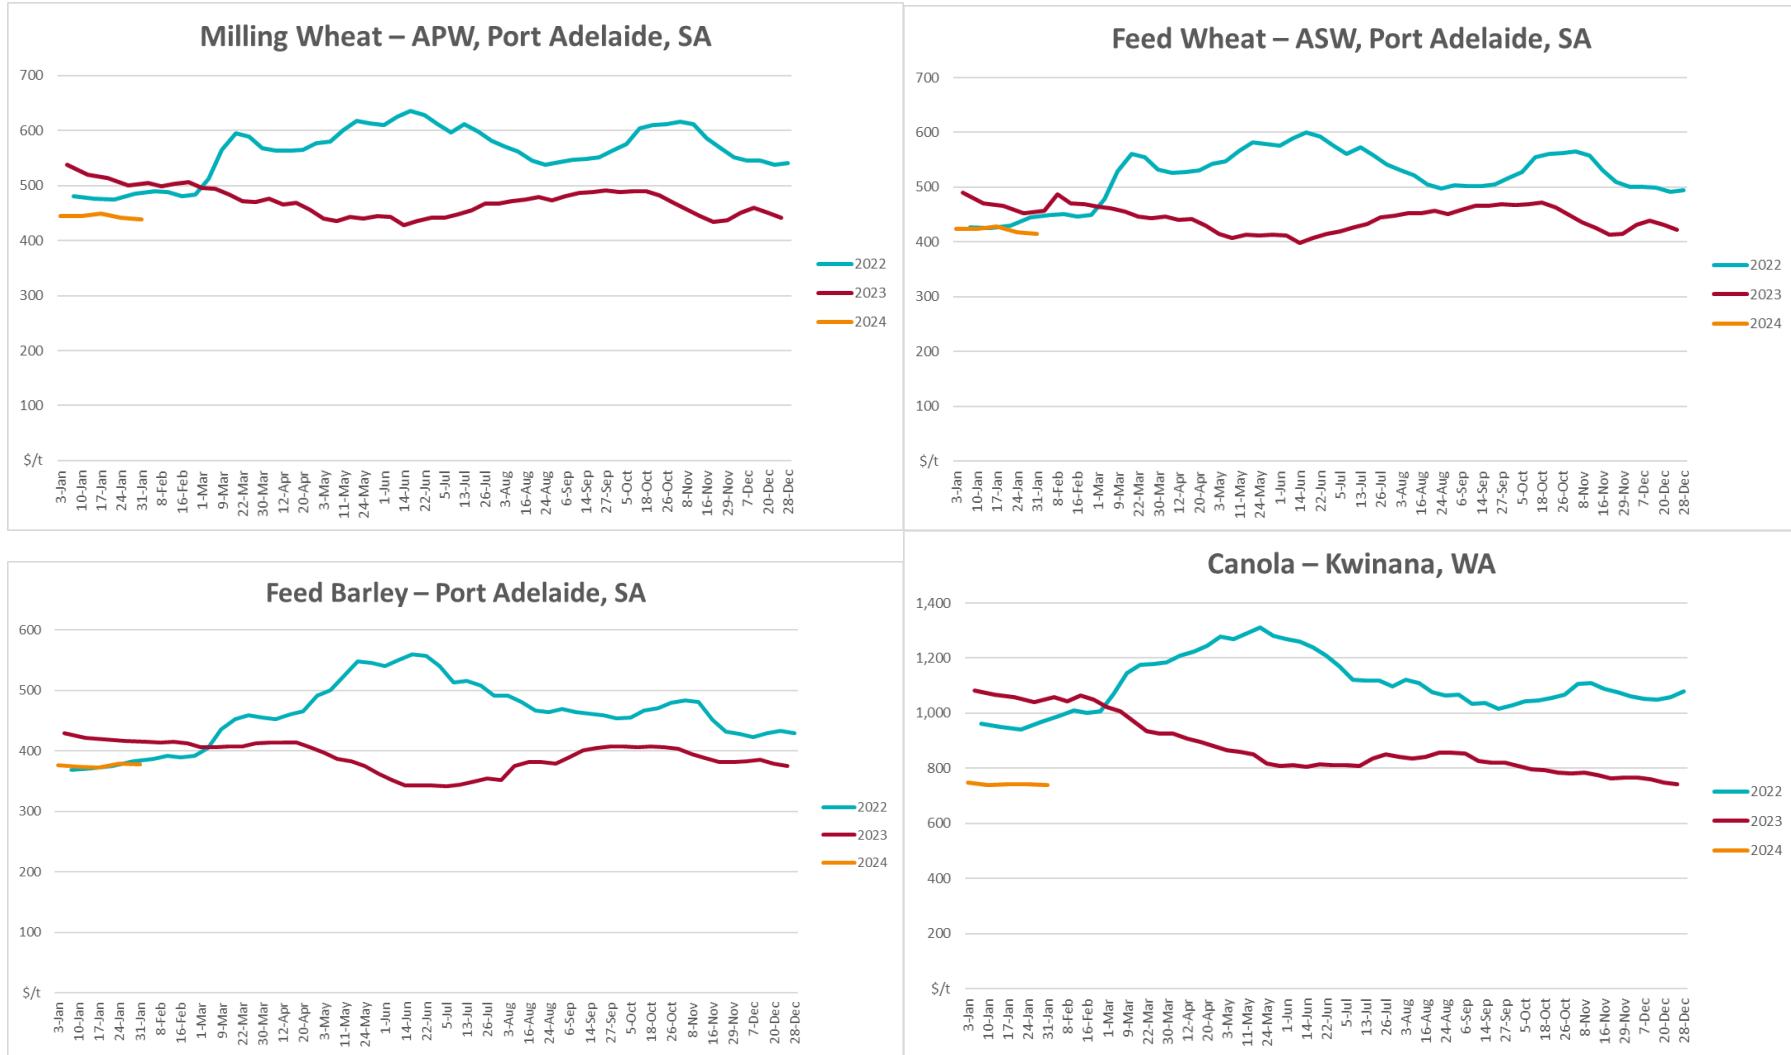 Milling Wheat – APW, Port Adelaide, SA
700
600
500
400
300
200
100
$/t
3-Jan
10-Jan
17-Jan
24-Jan
31-Jan
8-Feb
16-Feb
1-Mar
9-Mar
22-Mar
30-Mar
12-Apr
20-Apr
3-May
11-May
24-May
1-Jun
14-Jun
22-Jun
5-Jul
13-Jul
26-Jul
3-Aug
16-Aug
24-Aug
6-Sep
14-Sep
27-Sep
5-Oct
18-Oct
26-Oct
8-Nov
16-Nov
29-Nov
7-Dec
20-Dec
28-Dec
2022
2023
2024
Feed Wheat – ASW, Port Adelaide, SA
700
600
500
400
300
200
100
$/t
3-Jan
10-Jan
17-Jan
24-Jan
31-Jan
8-Feb
16-Feb
1-Mar
9-Mar
22-Mar
30-Mar
12-Apr
20-Apr
3-May
11-May
24-May
1-Jun
14-Jun
22-Jun
5-Jul
13-Jul
26-Jul
3-Aug
16-Aug
24-Aug
6-Sep
14-Sep
27-Sep
5-Oct
18-Oct
26-Oct
8-Nov
16-Nov
29-Nov
7-Dec
20-Dec
28-Dec
2022
2023
2024
Feed Barley – Port Adelaide, SA
600
500
400
300
200
100
$/t
3-Jan
10-Jan
17-Jan
24-Jan
31-Jan
8-Feb
16-Feb
1-Mar
9-Mar
22-Mar
30-Mar
12-Apr
20-Apr
3-May
11-May
24-May
1-Jun
14-Jun
22-Jun
5-Jul
13-Jul
26-Jul
3-Aug
16-Aug
24-Aug
6-Sep
14-Sep
27-Sep
5-Oct
18-Oct
26-Oct
8-Nov
16-Nov
29-Nov
7-Dec
20-Dec
28-Dec
2022
2023
2024
Canola – Kwinana, WA
1,400
1,200
1,000
800
600
400
200
$/t
3-Jan
10-Jan
17-Jan
24-Jan
31-Jan
8-Feb
16-Feb
1-Mar
9-Mar
22-Mar
30-Mar
12-Apr
20-Apr
3-May
11-May
24-May
1-Jun
14-Jun
22-Jun
5-Jul
13-Jul
26-Jul
3-Aug
16-Aug
24-Aug
6-Sep
14-Sep
27-Sep
5-Oct
18-Oct
26-Oct
8-Nov
16-Nov
29-Nov
7-Dec
20-Dec
28-Dec
2022
2023
2024